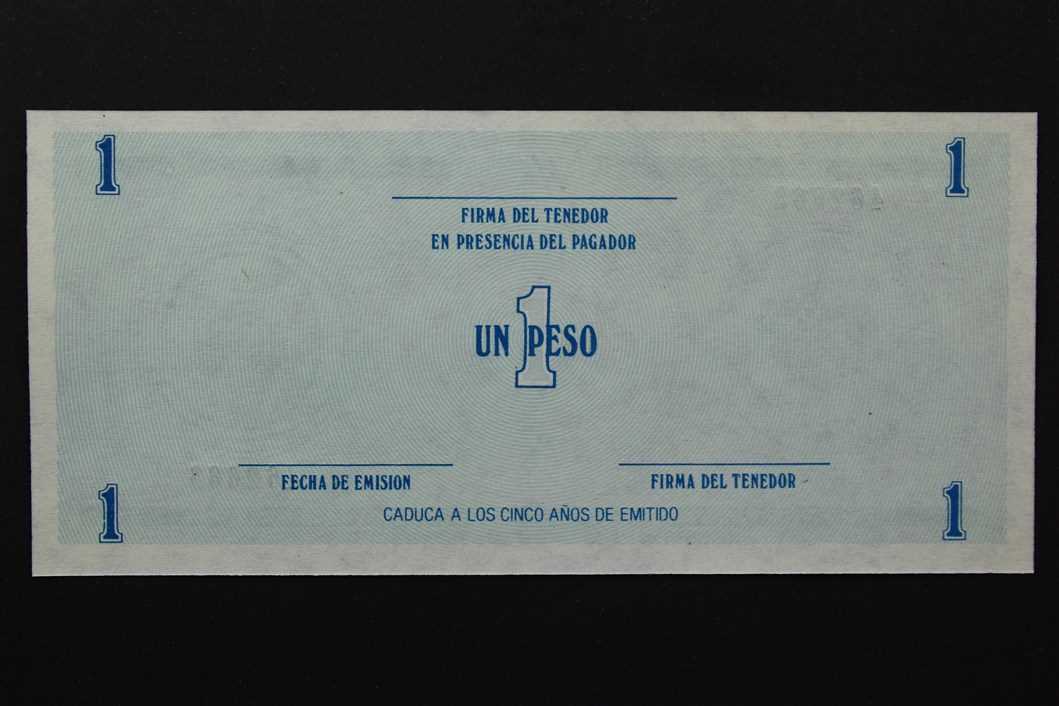 1 1
FIRMA DEL TENEDOR
EN PRESENCIA DEL PAGADOR
1
UN PESO
FECHA DE EMISION FIRMA DEL TENEDOR
CADUCA A LOS CINCO AÑOS DE EMITIDO
1 1